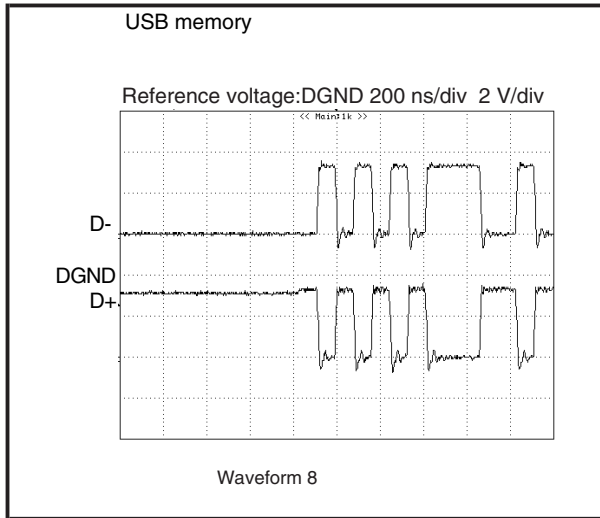 USB memory
Reference voltage:DGND 200 ns/div 2 V/div
<< Main:1k >>
D-
DGND
D+
Waveform 8